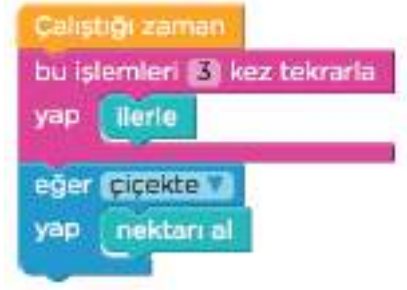 Çalıştığı zaman
bu işlemleri 3 kez tekrarla
yap ilerle
eğer çiçekte
yap nektarı al